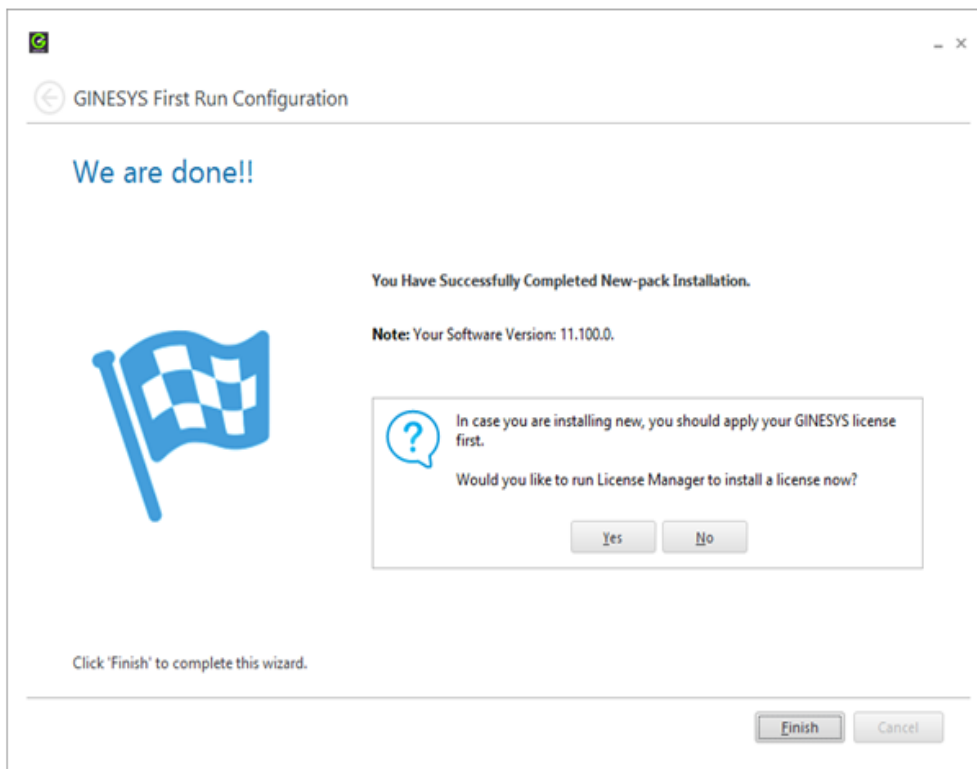 GINESYS First Run Configuration
We are done!!
You Have Successfully Completed New-pack Installation.
Note: Your Software Version: 11.100.0.
?
In case you are installing new, you should apply your GINESYS license
first.
Would you like to run License Manager to install a license now?
Yes
No
Click 'Finish' to complete this wizard.
Finish
Cancel